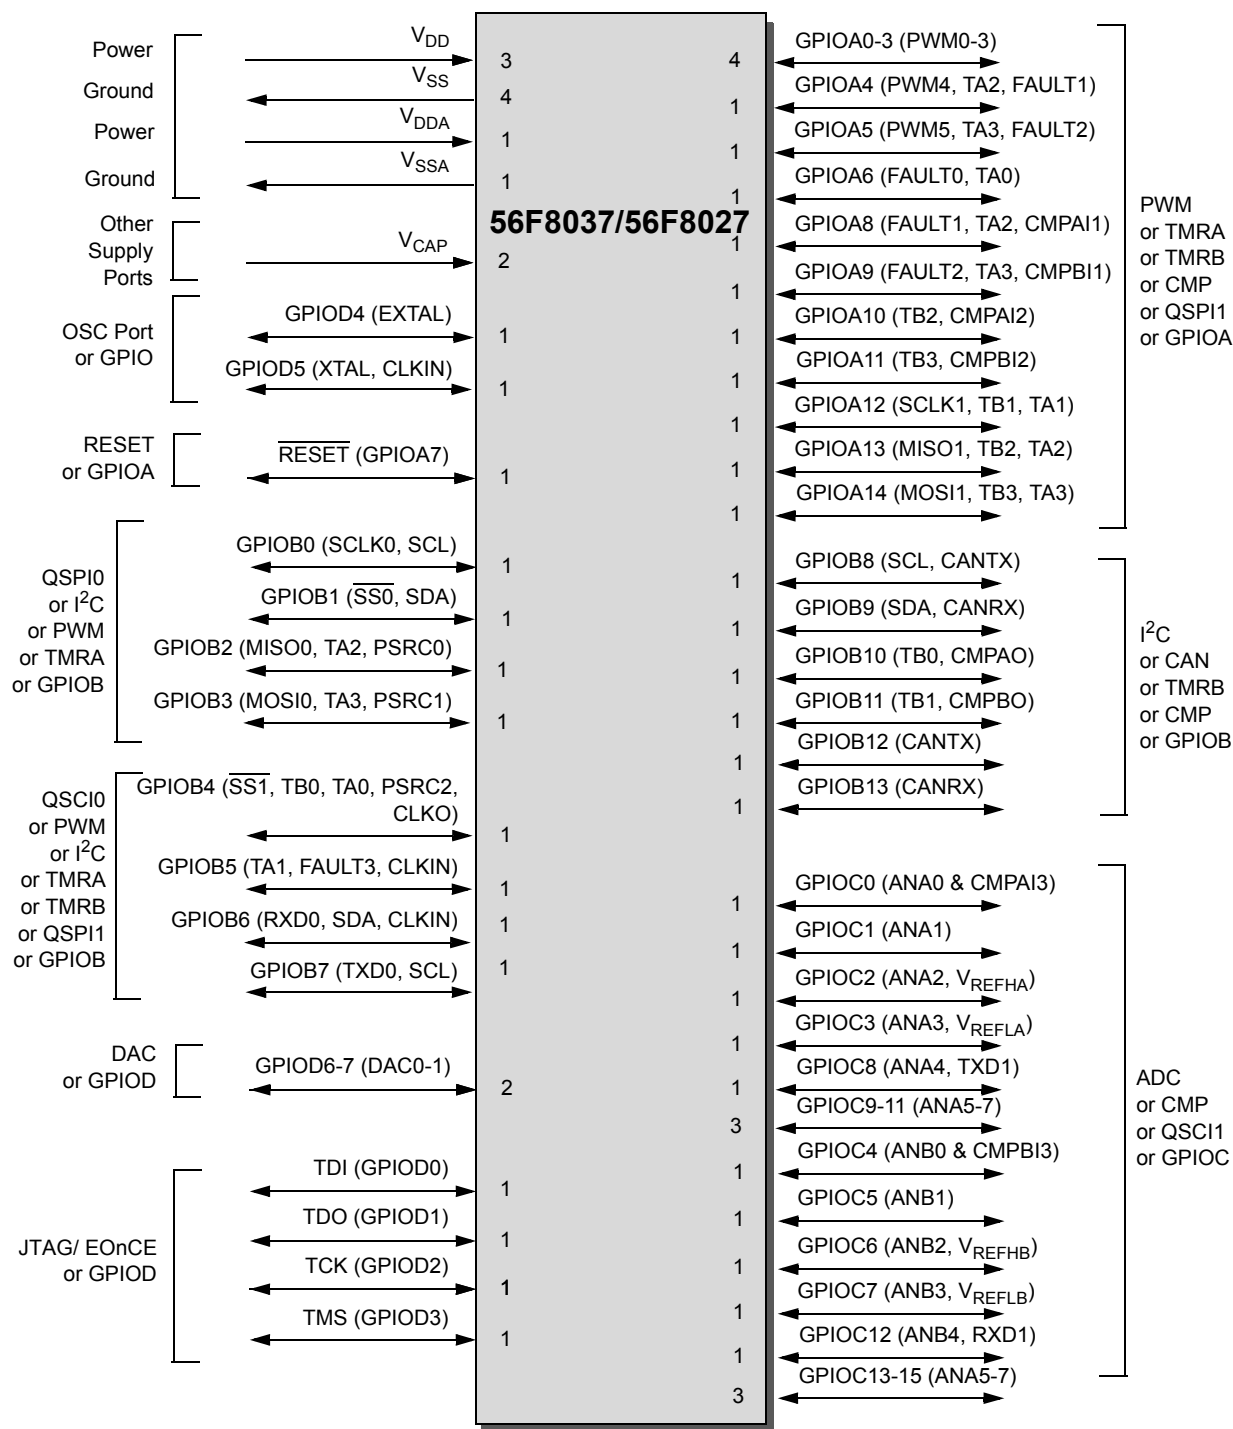 Power
V_DD
3
Ground
V_SS
4
Power
V_DDA
1
Ground
V_SSA
1
56F8037/56F8027
Other
Supply
Ports
V_CAP
2
OSC Port
or GPIO
GPIOD4 (EXTAL)
1
GPIOD5 (XTAL, CLKIN)
1
RESET
or GPIOA
RESET (GPIOA7)
1
QSPI0
or I²C
or PWM
or TMRA
or GPIOB
GPIOB0 (SCLK0, SCL)
1
GPIOB1 (SS0, SDA)
1
GPIOB2 (MISO0, TA2, PSRC0)
1
GPIOB3 (MOSI0, TA3, PSRC1)
1
QSCI0
or PWM
or I²C
or TMRA
or TMRB
or QSPI1
or GPIOB
GPIOB4 (SS1, TB0, TA0, PSRC2,
CLKO)
1
GPIOB5 (TA1, FAULT3, CLKIN)
1
GPIOB6 (RXD0, SDA, CLKIN)
1
GPIOB7 (TXD0, SCL)
1
DAC
or GPIOD
GPIOD6-7 (DAC0-1)
2
JTAG/ EOnCE
or GPIOD
TDI (GPIOD0)
1
TDO (GPIOD1)
1
TCK (GPIOD2)
1
TMS (GPIOD3)
1
4
GPIOA0-3 (PWM0-3)
1
GPIOA4 (PWM4, TA2, FAULT1)
1
GPIOA5 (PWM5, TA3, FAULT2)
1
GPIOA6 (FAULT0, TA0)
1
GPIOA8 (FAULT1, TA2, CMPAI1)
1
GPIOA9 (FAULT2, TA3, CMPBI1)
1
GPIOA10 (TB2, CMPAI2)
1
GPIOA11 (TB3, CMPBI2)
1
GPIOA12 (SCLK1, TB1, TA1)
1
GPIOA13 (MISO1, TB2, TA2)
1
GPIOA14 (MOSI1, TB3, TA3)
PWM
or TMRA
or TMRB
or CMP
or QSPI1
or GPIOA
1
GPIOB8 (SCL, CANTX)
1
GPIOB9 (SDA, CANRX)
1
GPIOB10 (TB0, CMPAO)
1
GPIOB11 (TB1, CMPBO)
1
GPIOB12 (CANTX)
1
GPIOB13 (CANRX)
I²C
or CAN
or TMRB
or CMP
or GPIOB
1
GPIOC0 (ANA0 & CMPAI3)
1
GPIOC1 (ANA1)
1
GPIOC2 (ANA2, V_REFHA)
1
GPIOC3 (ANA3, V_REFLA)
1
GPIOC8 (ANA4, TXD1)
3
GPIOC9-11 (ANA5-7)
1
GPIOC4 (ANB0 & CMPBI3)
1
GPIOC5 (ANB1)
1
GPIOC6 (ANB2, V_REFHB)
1
GPIOC7 (ANB3, V_REFLB)
1
GPIOC12 (ANB4, RXD1)
3
GPIOC13-15 (ANA5-7)
ADC
or CMP
or QSCI1
or GPIOC